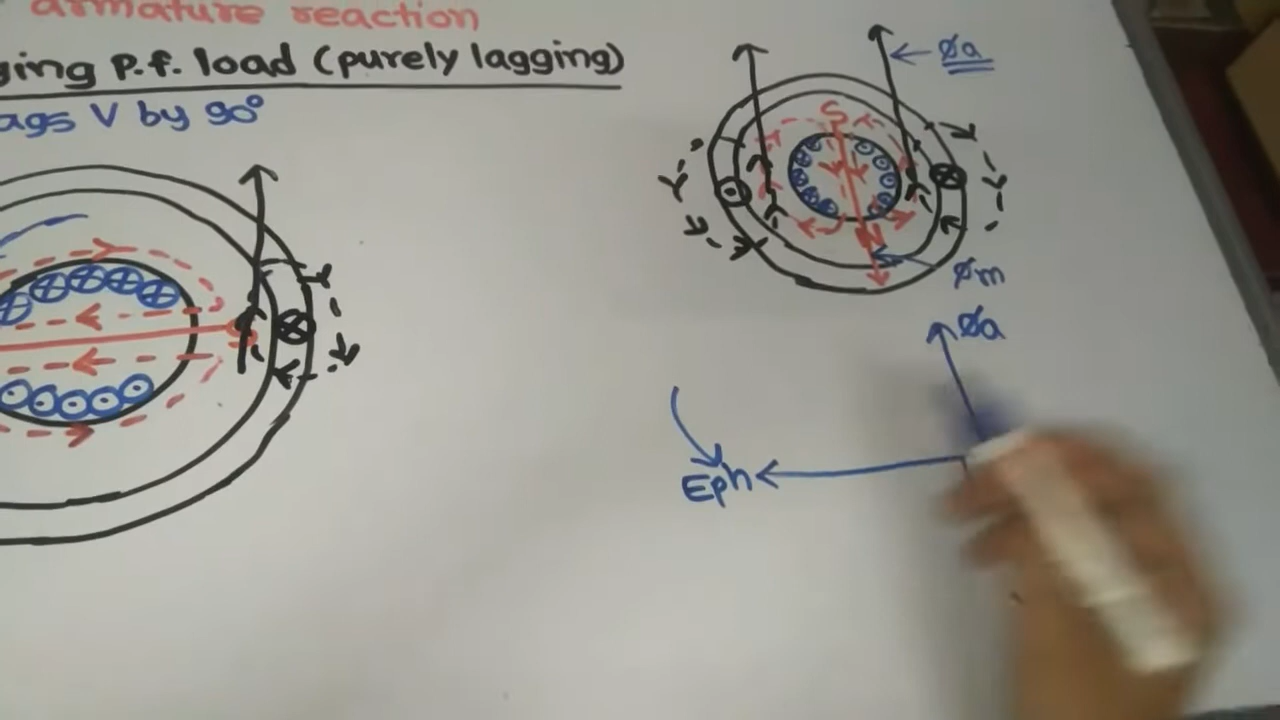 armature reaction
ging P.f. load (purely lagging)
ags V by 90°
Øa
S
N
Øm
Øa
Eph
S